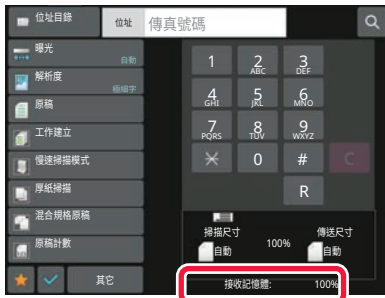 位址目錄
位址 傳真號碼
曝光
自動
解析度
極細字
原稿
工作建立
慢速掃描模式
厚紙掃描
混合規格原稿
原稿計數
其它
1 2 3
ABC DEF
4 5 6
GHI JKL MNO
7 8 9
PQRS TUV WXYZ
0 # C
R
掃描尺寸 傳送尺寸
自動 100% 自動
接收記憶體: 100%